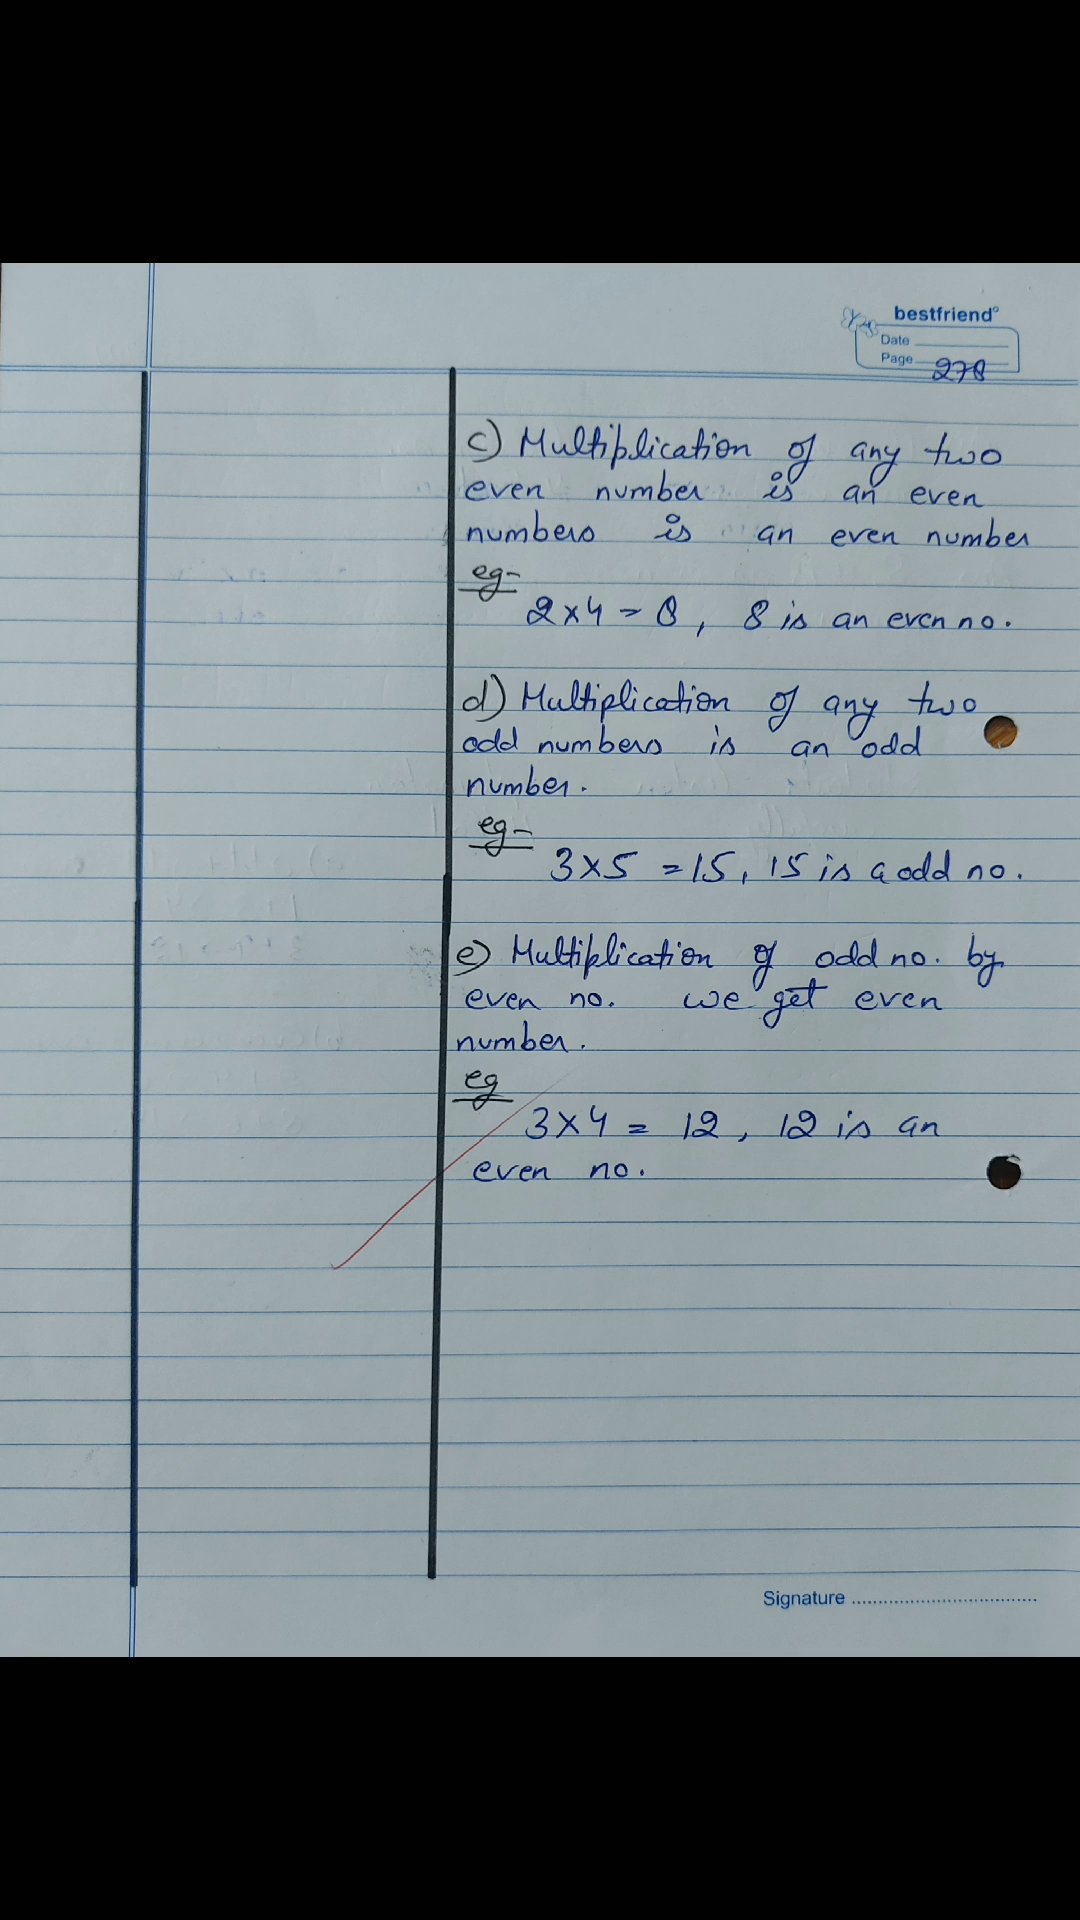 bestfriend
Date
Page 278
c) Multiplication of any two
even number is an even
numbers is an even number
eg-
2×4 = 8, 8 is an even no.
d) Multiplication of any two
odd numbers is an odd
number.
eg-
3×5 = 15, 15 is a odd no.
e) Multiplication of odd no. by
even no. we get even
number.
eg
3×4 = 12, 12 is an
even no.
Signature ....................................